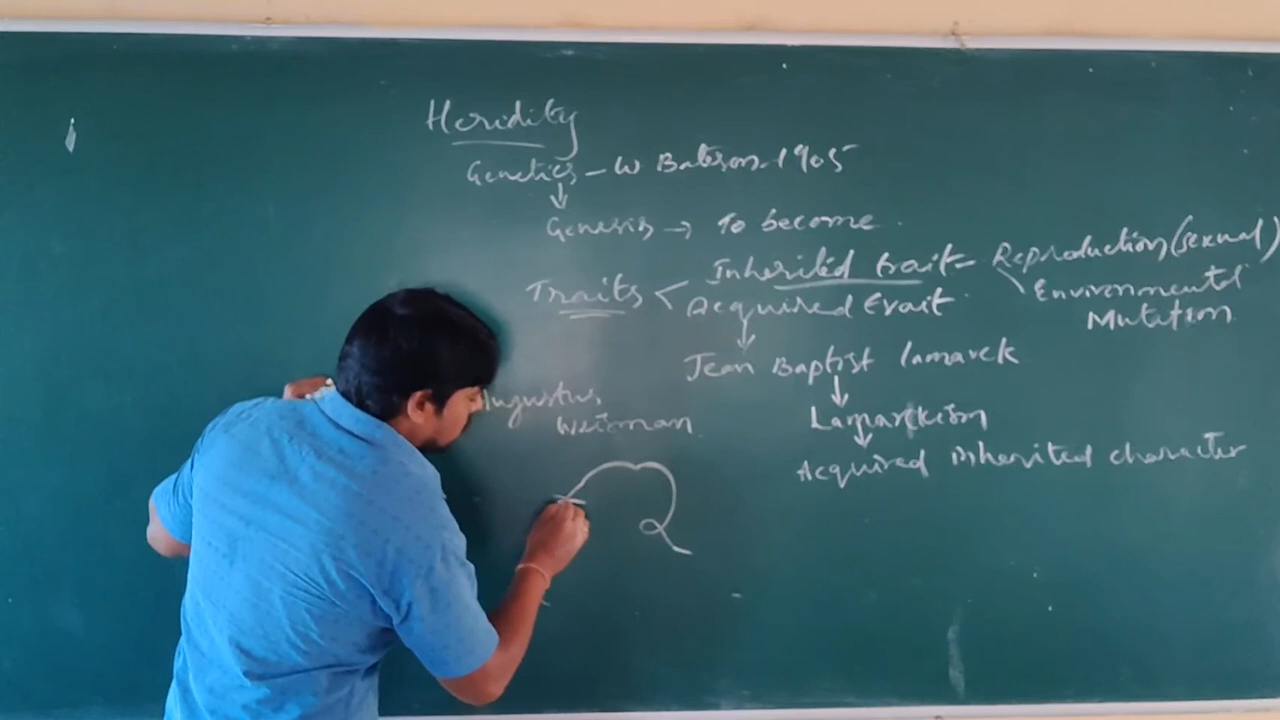 Heridity
Genetics - W Bateson - 1905
↓
Genesis → To become
Traits < Inherited trait - Reproduction (sexual)
Environmental
Mutation
Acquired trait
↓
Jean Baptist lamarck
↓
Lamarckism
↓
Acquired Inherited character
Augustus
Weisman